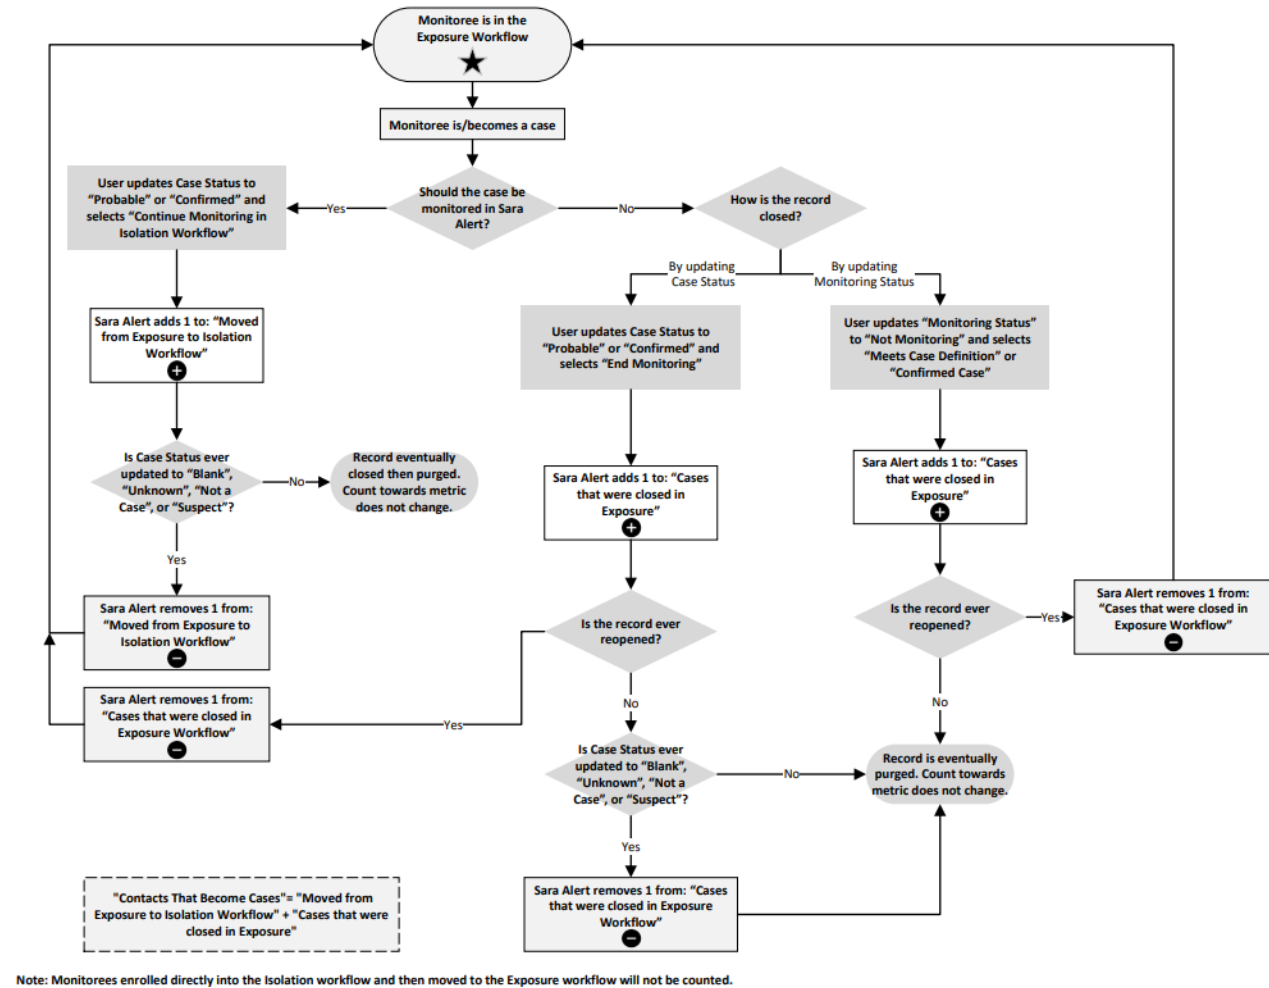 Monitoree is in the
Exposure Workflow
Monitoree is/becomes a case
User updates Case Status to
“Probable” or “Confirmed” and
selects “Continue Monitoring in
Isolation Workflow”
Yes
Should the case be
monitored in Sara
Alert?
No
How is the record
closed?
By updating
Case Status
By updating
Monitoring Status
Sara Alert adds 1 to: “Moved
from Exposure to Isolation
Workflow”
User updates Case Status to
“Probable” or “Confirmed” and
selects “End Monitoring”
User updates “Monitoring Status”
to “Not Monitoring” and selects
“Meets Case Definition” or
“Confirmed Case”
Is Case Status ever
updated to “Blank”,
“Unknown”, “Not a
Case”, or “Suspect”?
No
Record eventually
closed then purged.
Count towards metric
does not change.
Sara Alert adds 1 to: “Cases
that were closed in
Exposure”
Sara Alert adds 1 to: “Cases
that were closed in
Exposure”
Yes
Sara Alert removes 1 from:
“Moved from Exposure to
Isolation Workflow”
Is the record ever
reopened?
Is the record ever
reopened?
Yes
Sara Alert removes 1 from:
“Cases that were closed in
Exposure Workflow”
Sara Alert removes 1 from:
“Cases that were closed in
Exposure Workflow”
Yes
No
No
Is Case Status ever
updated to “Blank”,
“Unknown”, “Not a
Case”, or “Suspect”?
No
Record is eventually
purged. Count towards
metric does not change.
Yes
Sara Alert removes 1 from: “Cases
that were closed in Exposure
Workflow”
"Contacts That Become Cases"= "Moved from
Exposure to Isolation Workflow" + "Cases that were
closed in Exposure"
Note: Monitorees enrolled directly into the Isolation workflow and then moved to the Exposure workflow will not be counted.